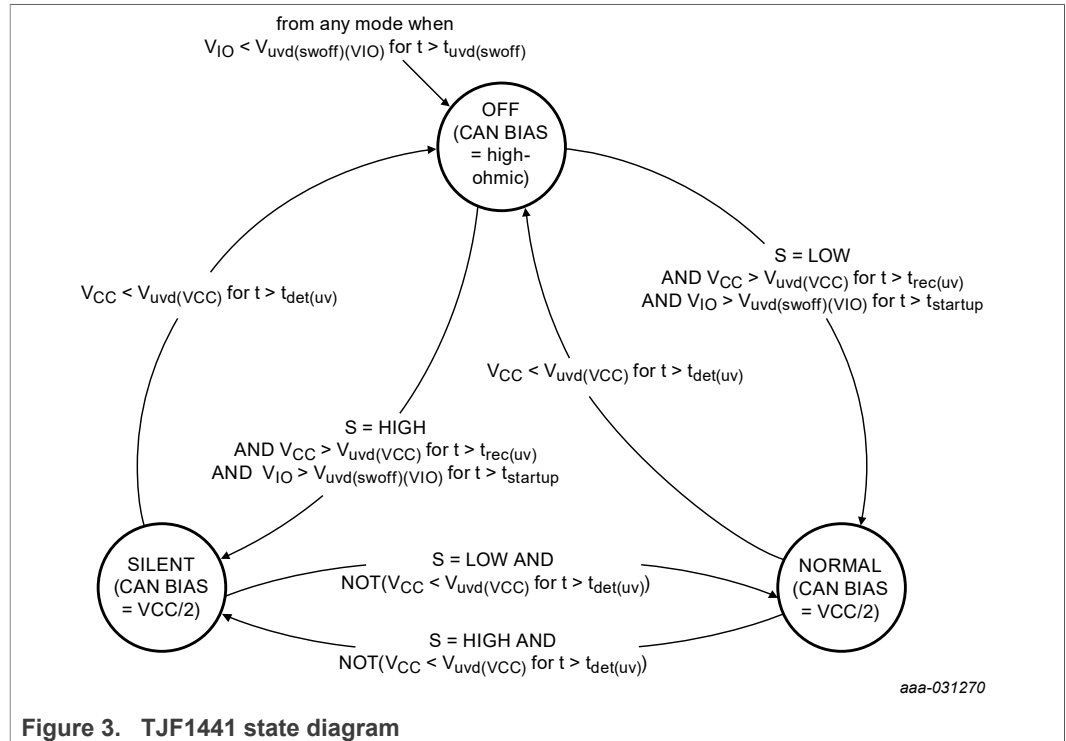 from any mode when
VIO < Vuvd(swoff)(VIO) for t > tuvd(swoff)
OFF
(CAN BIAS
= high-
ohmic)
S = LOW
AND VCC > Vuvd(VCC) for t > trec(uv)
AND VIO > Vuvd(swoff)(VIO) for t > tstartup
VCC < Vuvd(VCC) for t > tdet(uv)
VCC < Vuvd(VCC) for t > tdet(uv)
S = HIGH
AND VCC > Vuvd(VCC) for t > trec(uv)
AND VIO > Vuvd(swoff)(VIO) for t > tstartup
SILENT
(CAN BIAS
= VCC/2)
S = LOW AND
NOT(VCC < Vuvd(VCC) for t > tdet(uv))
NORMAL
(CAN BIAS
= VCC/2)
S = HIGH AND
NOT(VCC < Vuvd(VCC) for t > tdet(uv))
aaa-031270
Figure 3. TJF1441 state diagram